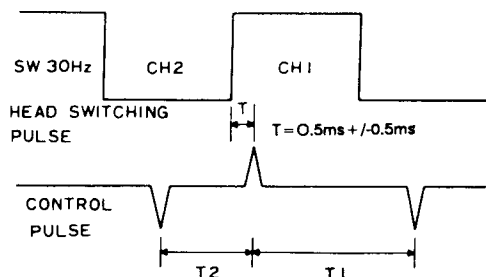 SW 30Hz
CH2
CH1
HEAD SWITCHING
PULSE
T
T=0.5ms+/-0.5ms
CONTROL
PULSE
T2
T1